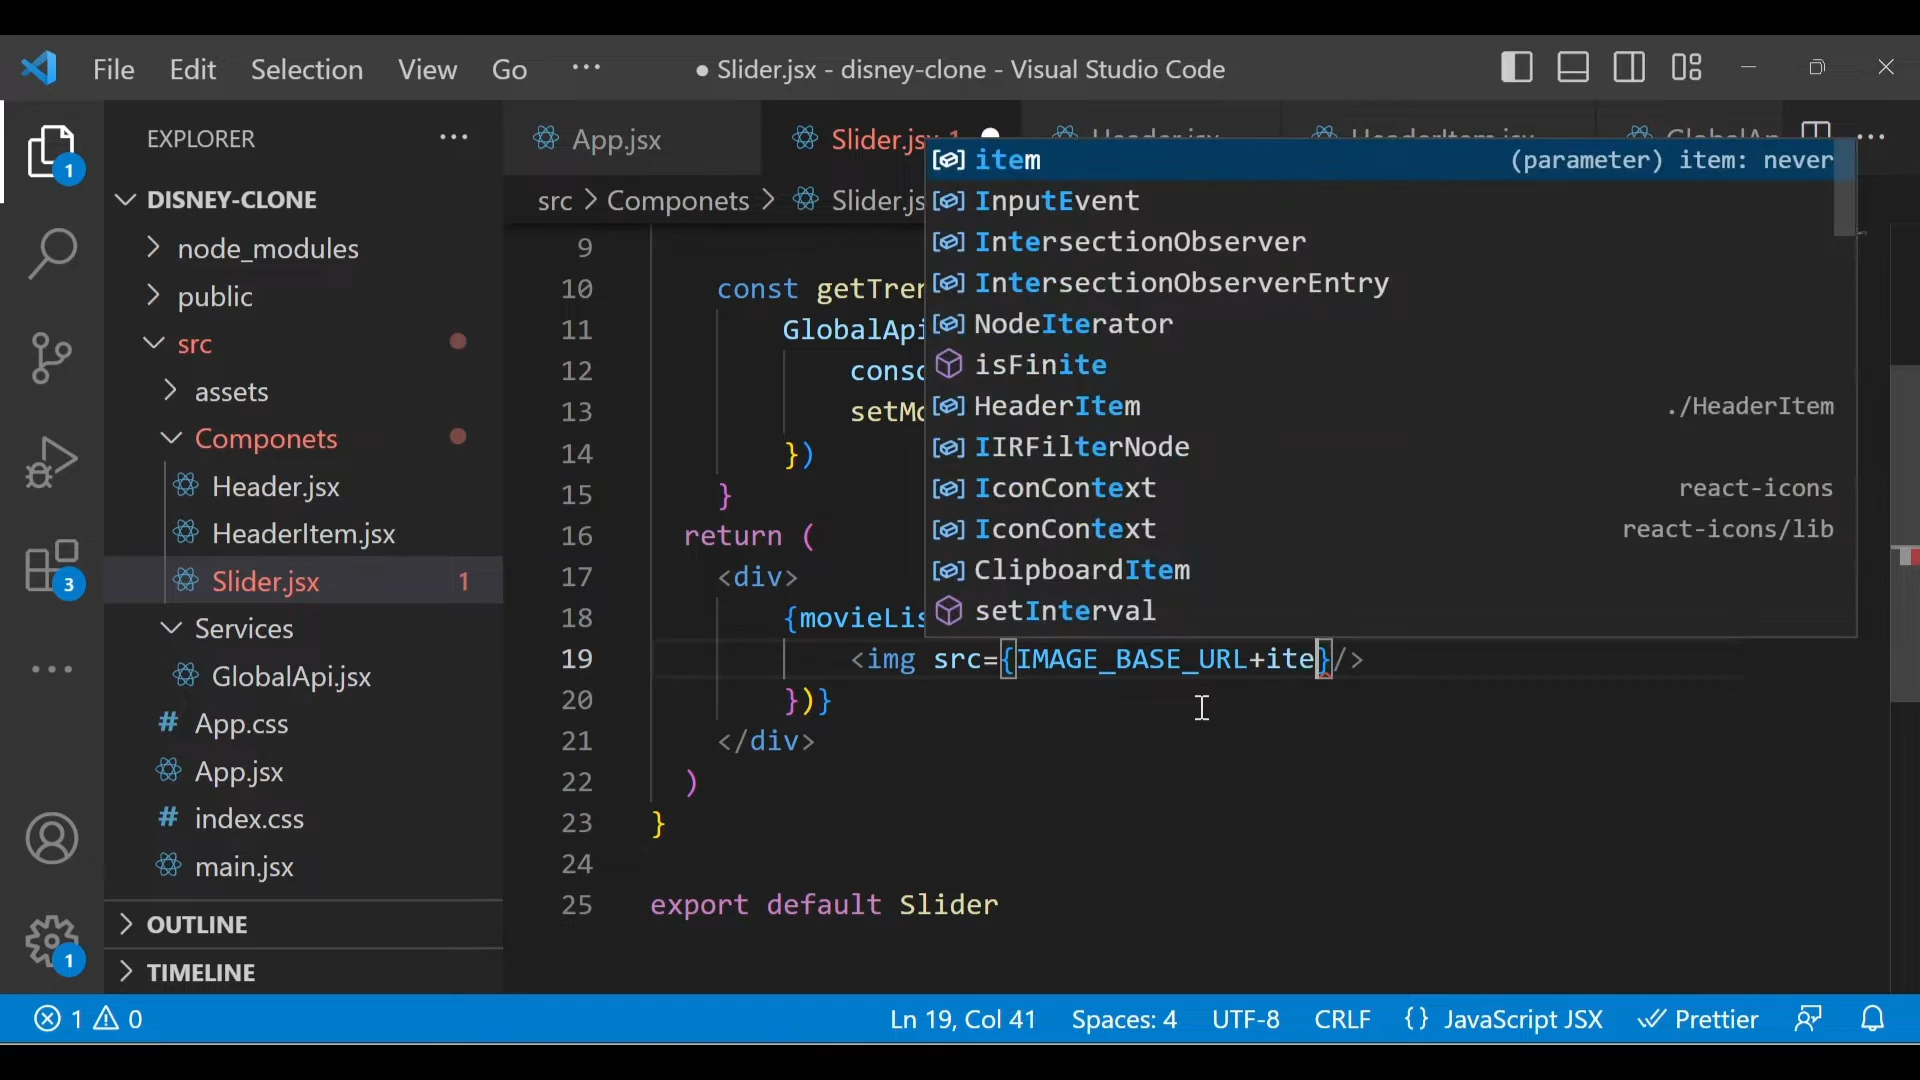 File Edit Selection View Go ··· ● Slider.jsx - disney-clone - Visual Studio Code
EXPLORER
App.jsx
Slider.jsx 1
1
item (parameter) item: never
InputEvent
IntersectionObserver
IntersectionObserverEntry
NodeIterator
isFinite
HeaderItem ./HeaderItem
IIRFilterNode
IconContext react-icons
IconContext react-icons/lib
ClipboardItem
setInterval
DISNEY-CLONE
node_modules
public
src
assets
Componets
Header.jsx
HeaderItem.jsx
Slider.jsx 1
Services
GlobalApi.jsx
App.css
App.jsx
index.css
main.jsx
OUTLINE
TIMELINE
3
1
src > Componets > Slider.js
9
10 const getTren
11 GlobalApi
12 conso
13 setMo
14 })
15 }
16 return (
17 <div>
18 {movieLis
19 <img src={IMAGE_BASE_URL+ite}/>
20 })}
21 </div>
22 )
23 }
24
25 export default Slider
1 0 Ln 19, Col 41 Spaces: 4 UTF-8 CRLF {} JavaScript JSX Prettier